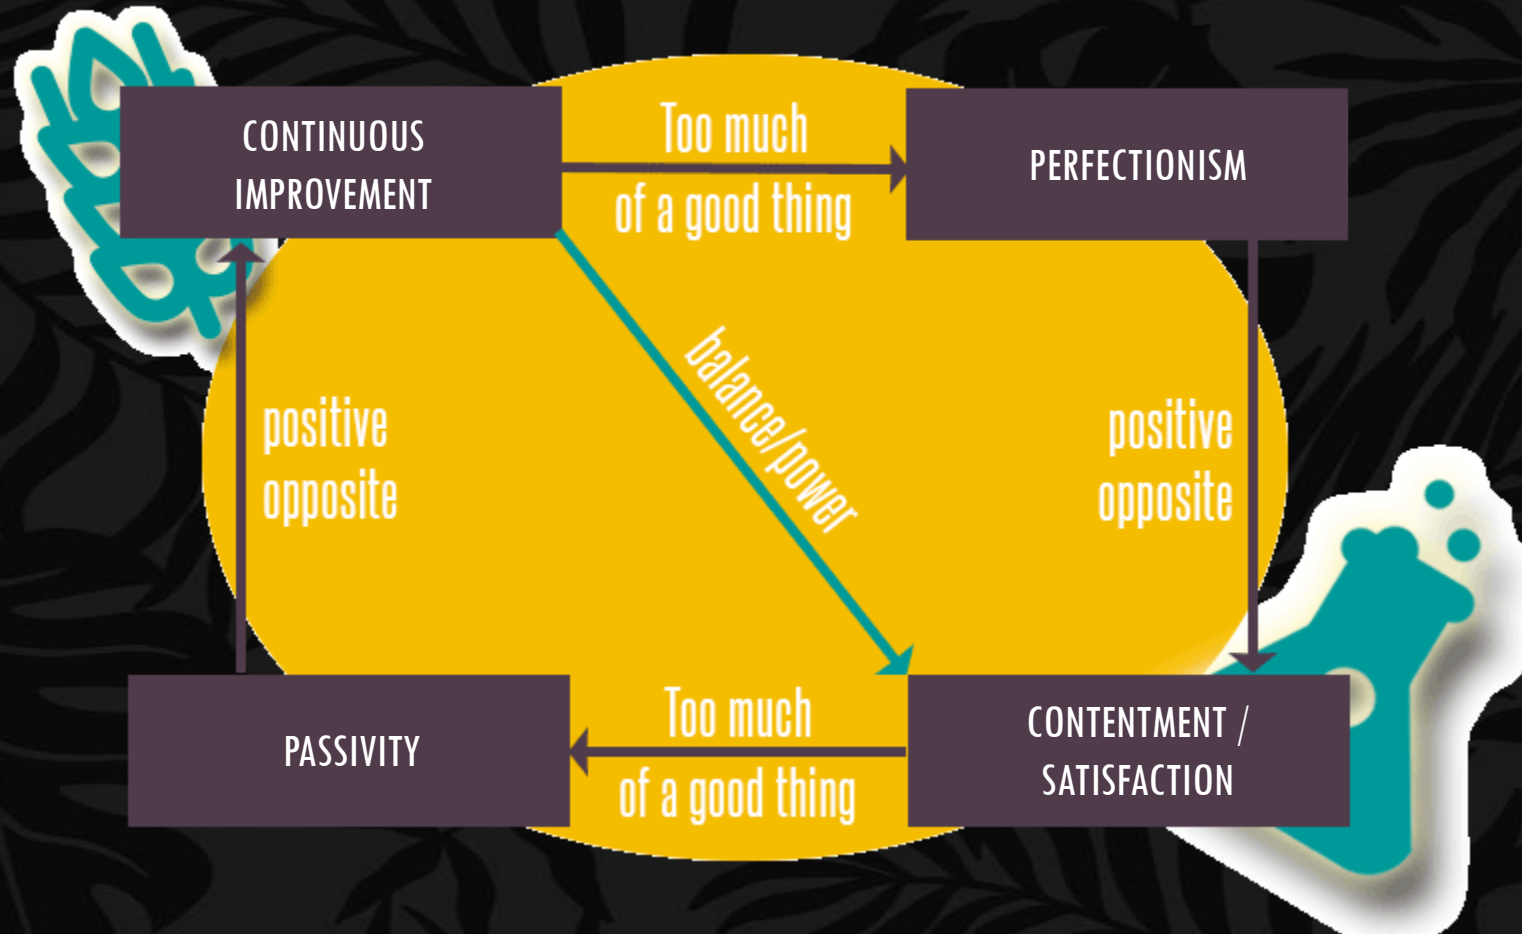 CONTINUOUS
IMPROVEMENT
Too much
of a good thing
PERFECTIONISM
positive
opposite
balance/power
positive
opposite
PASSIVITY
Too much
of a good thing
CONTENTMENT /
SATISFACTION